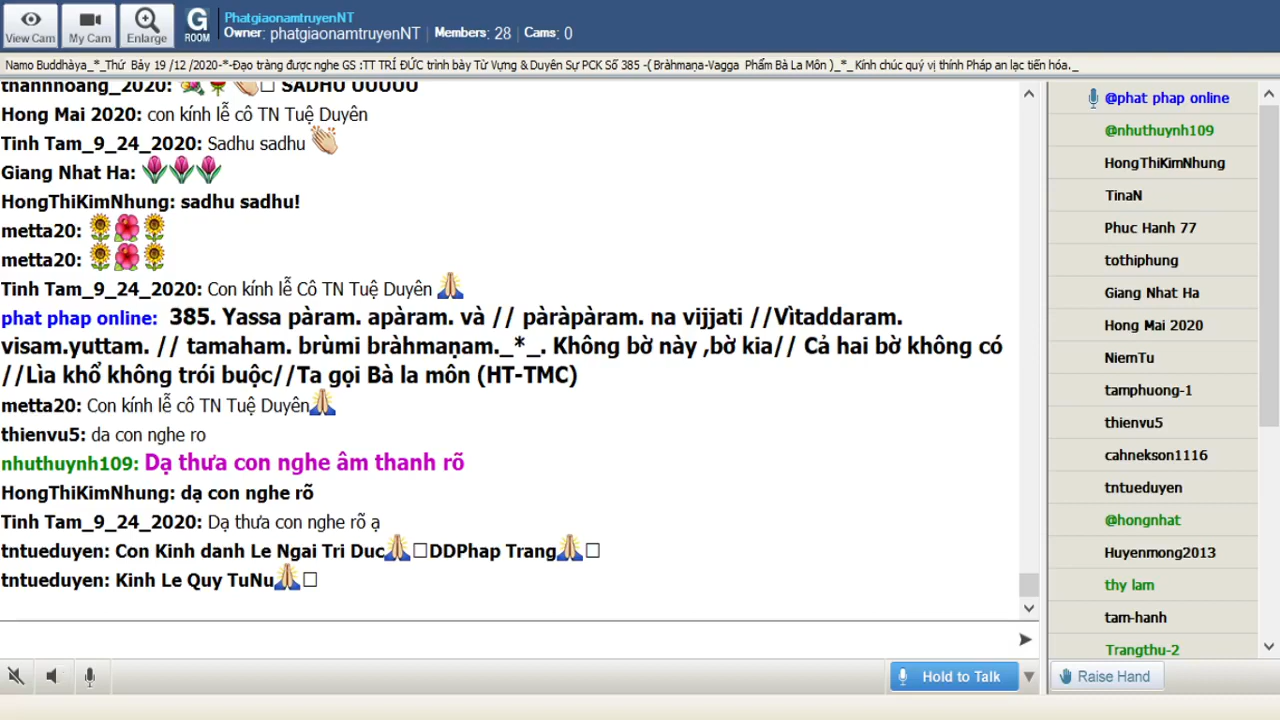 PhatgiaonamtruyenNT
Owner: phatgiaonamtruyenNT | Members: 28 | Cams: 0
View Cam
My Cam
Enlarge
G
ROOM
Namo Buddhàya_*_Thứ Bảy 19 /12 /2020-*-Đạo tràng được nghe GS :TT TRÍ ĐỨC trình bày Từ Vựng & Duyên Sự PCK Số 385 -( Bràhmaṇa-Vagga Phẩm Bà La Môn )_*_ Kính chúc quý vị thính Pháp an lạc tiến hóa._
thanhhoang_2020: SADHU UUUUU
Hong Mai 2020: con kính lễ cô TN Tuệ Duyên
Tinh Tam_9_24_2020: Sadhu sadhu
Giang Nhat Ha:
HongThiKimNhung: sadhu sadhu!
metta20:
metta20:
Tinh Tam_9_24_2020: Con kính lễ Cô TN Tuệ Duyên
phat phap online: 385. Yassa pàram. apàram. và // pàràpàram. na vijjati //Vìtaddaram.
visam.yuttam. // tamaham. brùmi bràhmaṇam._*_. Không bờ này ,bờ kia// Cả hai bờ không có
//Lìa khổ không trói buộc//Ta gọi Bà la môn (HT-TMC)
metta20: Con kính lễ cô TN Tuệ Duyên
thienvu5: da con nghe ro
nhuthuynh109: Dạ thưa con nghe âm thanh rõ
HongThiKimNhung: dạ con nghe rõ
Tinh Tam_9_24_2020: Dạ thưa con nghe rõ ạ
tntueduyen: Con Kinh danh Le Ngai Tri Duc DDPhap Trang
tntueduyen: Kinh Le Quy TuNu
@phat phap online
@nhuthuynh109
HongThiKimNhung
TinaN
Phuc Hanh 77
tothiphung
Giang Nhat Ha
Hong Mai 2020
NiemTu
tamphuong-1
thienvu5
cahnekson1116
tntueduyen
@hongnhat
Huyenmong2013
thy lam
tam-hanh
Trangthu-2
Hold to Talk
Raise Hand